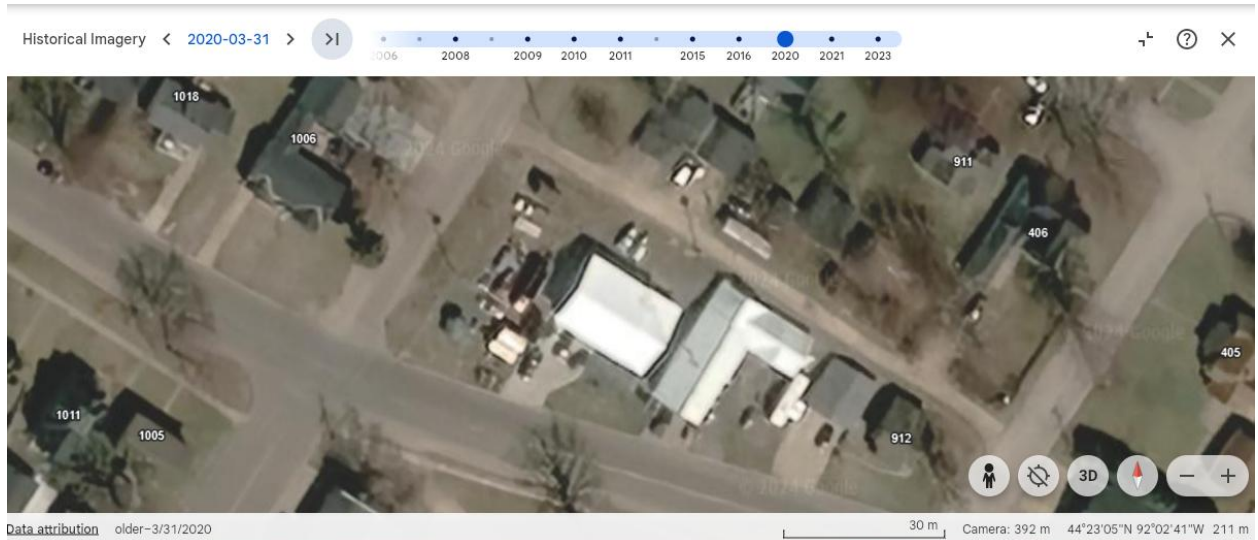 Historical Imagery < 2020-03-31 > >|
2006 2008 2009 2010 2011 2015 2016 2020 2021 2023
1018
1006
911
406
405
1011
1005
912
3D
Data attribution older–3/31/2020 30 m Camera: 392 m 44°23'05"N 92°02'41"W 211 m